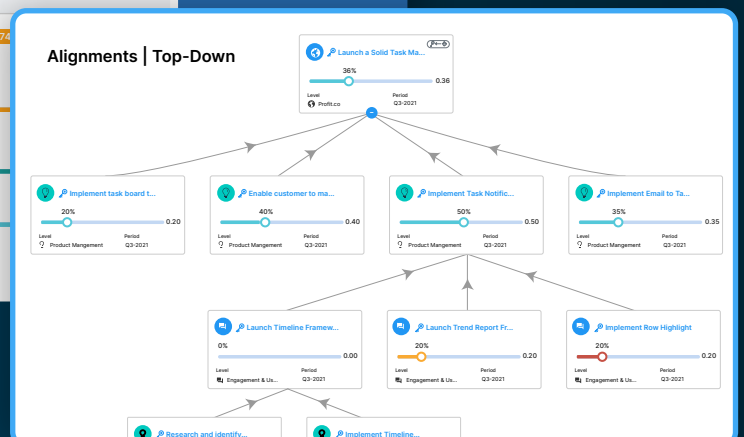 74
Alignments | Top-Down
Launch a Solid Task Ma...
36%
0.36
Level Period
Profit.co Q3-2021
Implement task board t...
20%
0.20
Level Period
Product Mangement Q3-2021
Enable customer to ma...
40%
0.40
Level Period
Product Mangement Q3-2021
Implement Task Notific...
50%
0.50
Level Period
Product Mangement Q3-2021
Implement Email to Ta...
35%
0.35
Level Period
Product Mangement Q3-2021
Launch Timeline Framew...
0%
0.00
Level Period
Engagement & Us... Q3-2021
Launch Trend Report Fr...
20%
0.20
Level Period
Engagement & Us... Q3-2021
Implement Row Highlight
20%
0.20
Level Period
Engagement & Us... Q3-2021
Research and identify...
Implement Timeline...